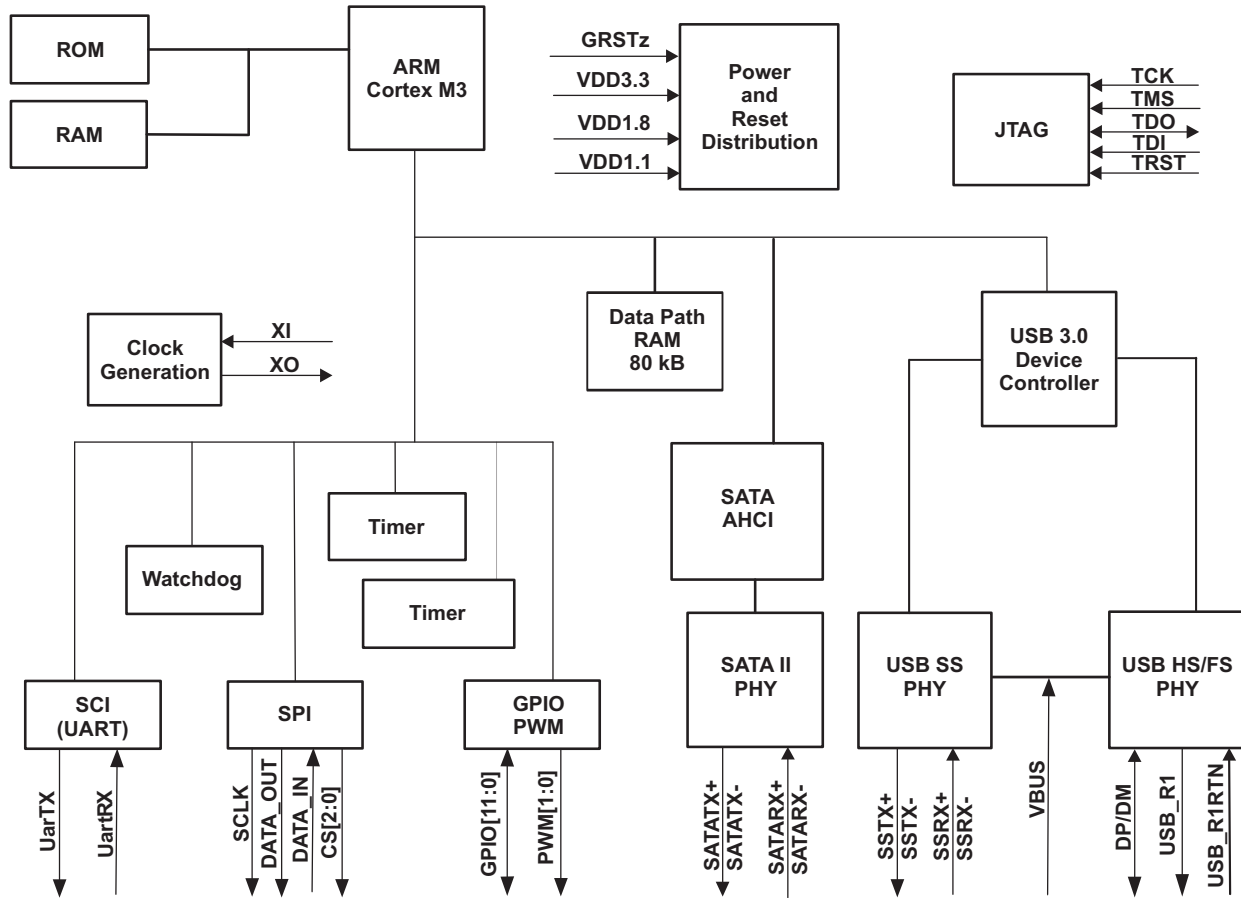 ROM
RAM
ARM
Cortex M3
GRSTz
VDD3.3
VDD1.8
VDD1.1
Power
and
Reset
Distribution
JTAG
TCK
TMS
TDO
TDI
TRST
Clock
Generation
XI
XO
Data Path
RAM
80 kB
USB 3.0
Device
Controller
SATA
AHCI
Timer
Watchdog
Timer
SCI
(UART)
SPI
GPIO
PWM
SATA II
PHY
USB SS
PHY
USB HS/FS
PHY
UarTX
UartRX
SCLK
DATA_OUT
DATA_IN
CS[2:0]
GPIO[11:0]
PWM[1:0]
SATATX+
SATATX-
SATARX+
SATARX-
SSTX+
SSTX-
SSRX+
SSRX-
VBUS
DP/DM
USB_R1
USB_R1RTN